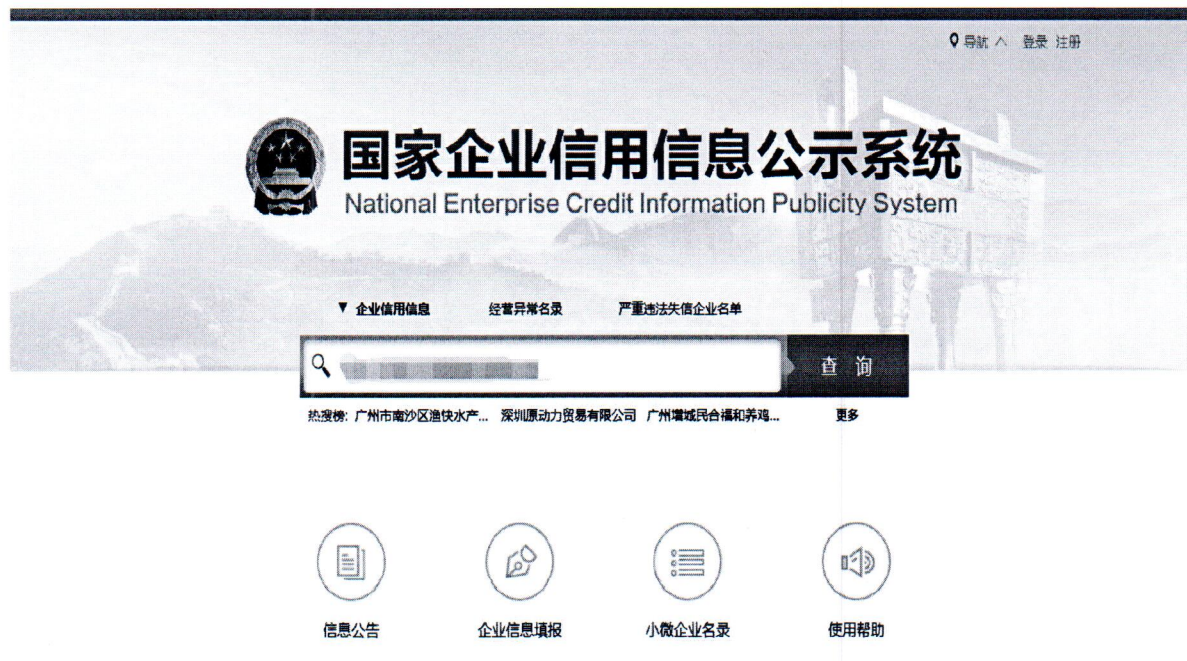 导航 登录 注册
国家企业信用信息公示系统
National Enterprise Credit Information Publicity System
▼ 企业信用信息 经营异常名录 严重违法失信企业名单
查 询
热搜榜: 广州市南沙区渔快水产... 深圳原动力贸易有限公司 广州增城民合福和养鸡... 更多
信息公告 企业信息填报 小微企业名录 使用帮助